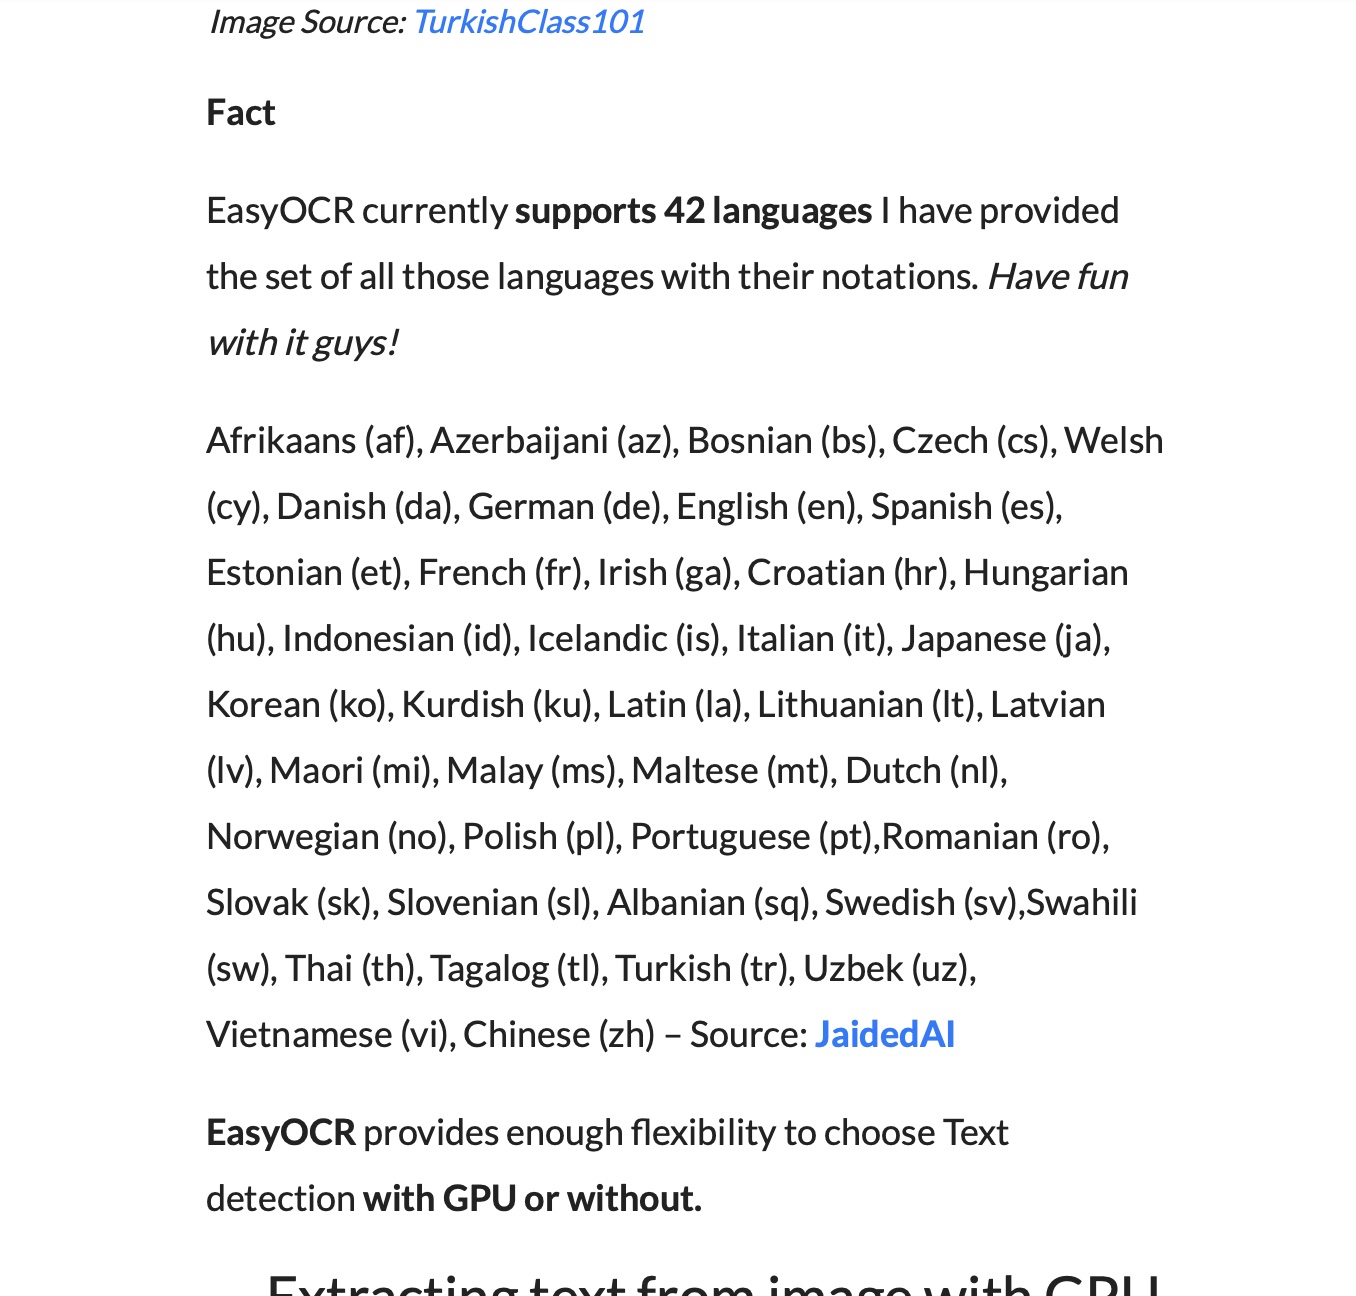 Image Source: TurkishClass101
Fact
EasyOCR currently supports 42 languages I have provided
the set of all those languages with their notations. Have fun
with it guys!
Afrikaans (af), Azerbaijani (az), Bosnian (bs), Czech (cs), Welsh
(cy), Danish (da), German (de), English (en), Spanish (es),
Estonian (et), French (fr), Irish (ga), Croatian (hr), Hungarian
(hu), Indonesian (id), Icelandic (is), Italian (it), Japanese (ja),
Korean (ko), Kurdish (ku), Latin (la), Lithuanian (lt), Latvian
(lv), Maori (mi), Malay (ms), Maltese (mt), Dutch (nl),
Norwegian (no), Polish (pl), Portuguese (pt),Romanian (ro),
Slovak (sk), Slovenian (sl), Albanian (sq), Swedish (sv),Swahili
(sw), Thai (th), Tagalog (tl), Turkish (tr), Uzbek (uz),
Vietnamese (vi), Chinese (zh) – Source: JaidedAI
EasyOCR provides enough flexibility to choose Text
detection with GPU or without.
Extracting text from image with GPU